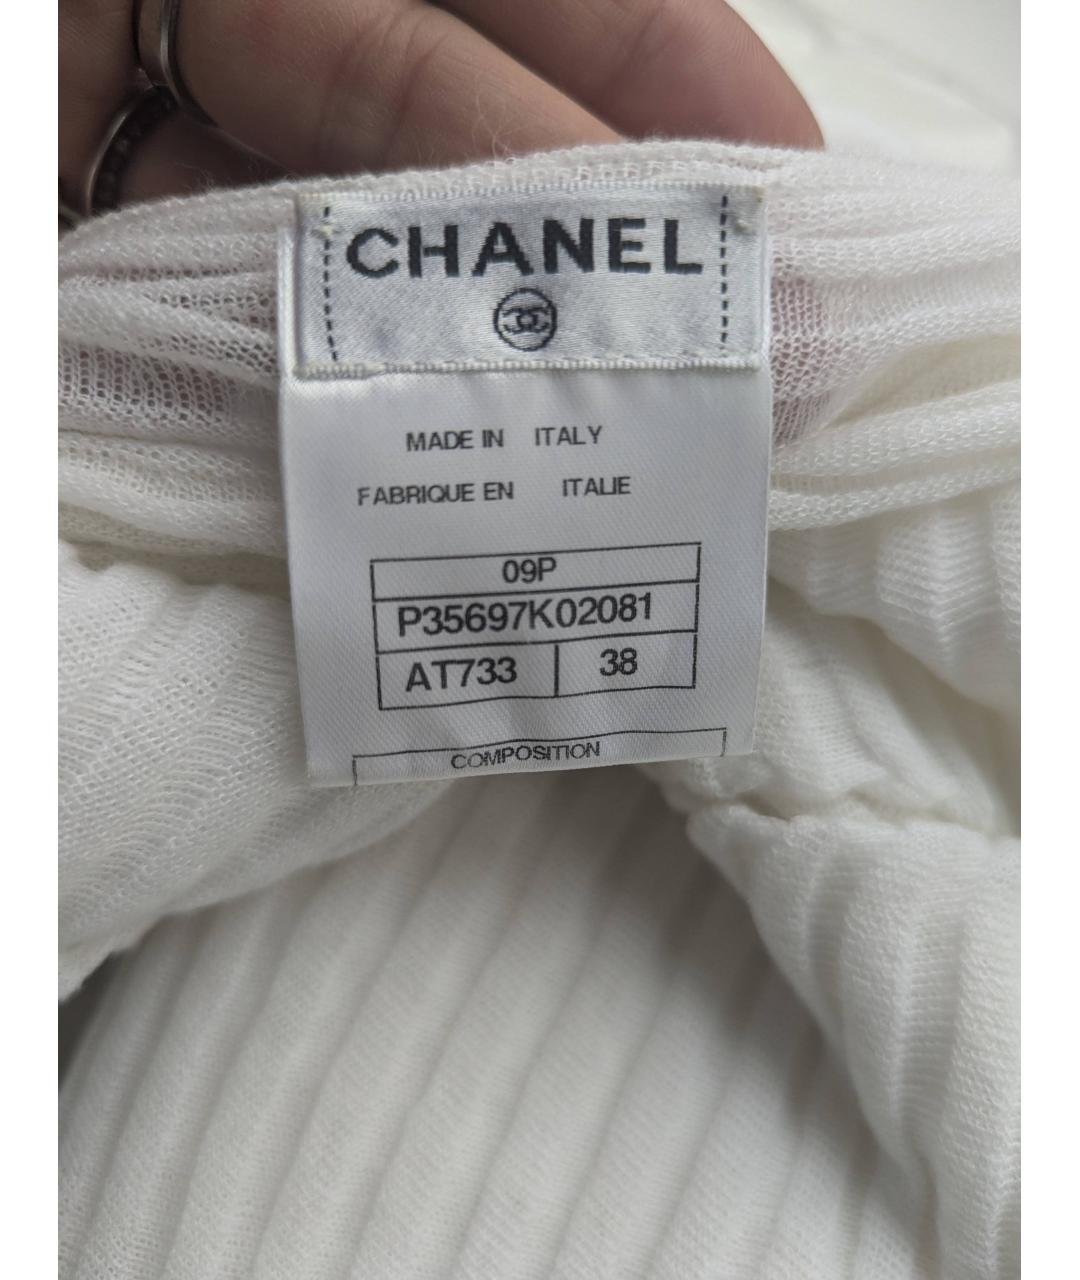 CHANEL
MADE IN ITALY
FABRIQUE EN ITALIE
09P
P35697K02081
AT733 38
COMPOSITION